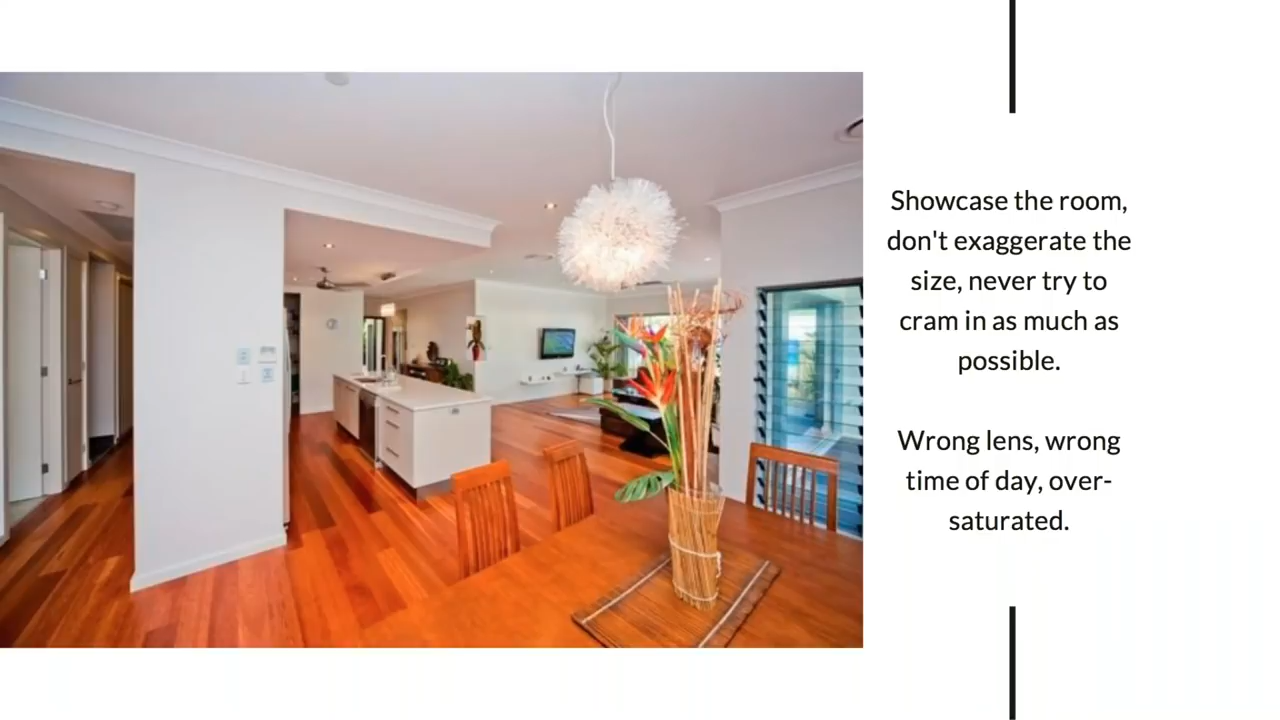 Showcase the room,
don't exaggerate the
size, never try to
cram in as much as
possible.
Wrong lens, wrong
time of day, over-
saturated.